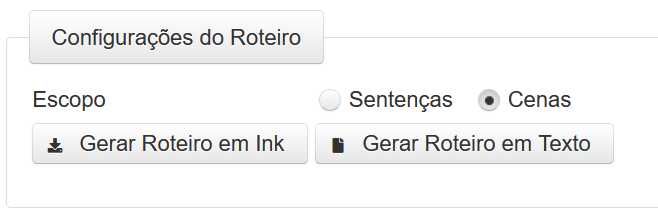 Configurações do Roteiro
Escopo Sentenças Cenas
Gerar Roteiro em Ink Gerar Roteiro em Texto